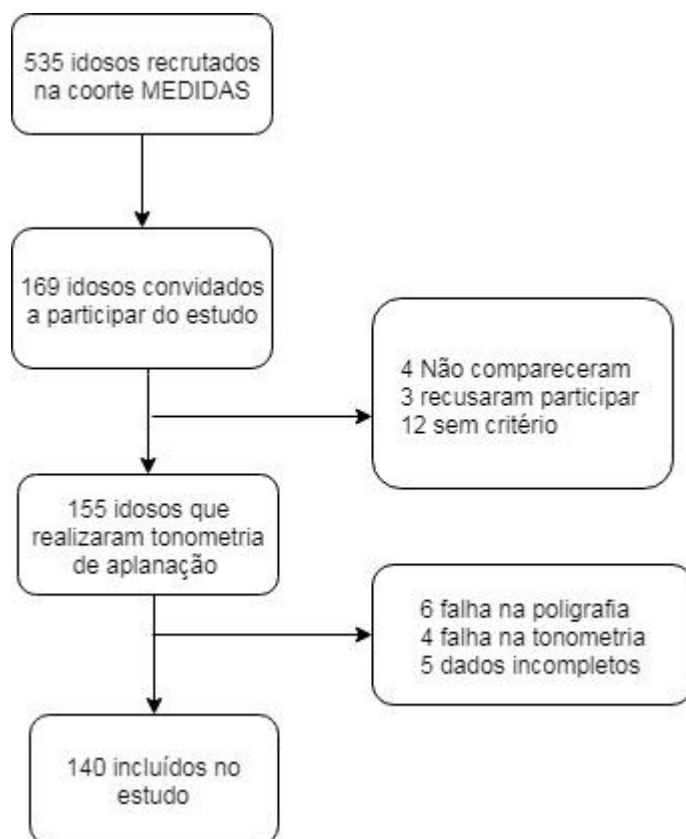 535 idosos recrutados
na coorte MEDIDAS
169 idosos convidados
a participar do estudo
4 Não compareceram
3 recusaram participar
12 sem critério
155 idosos que
realizaram tonometria
de aplanação
6 falha na poligrafia
4 falha na tonometria
5 dados incompletos
140 incluídos no
estudo